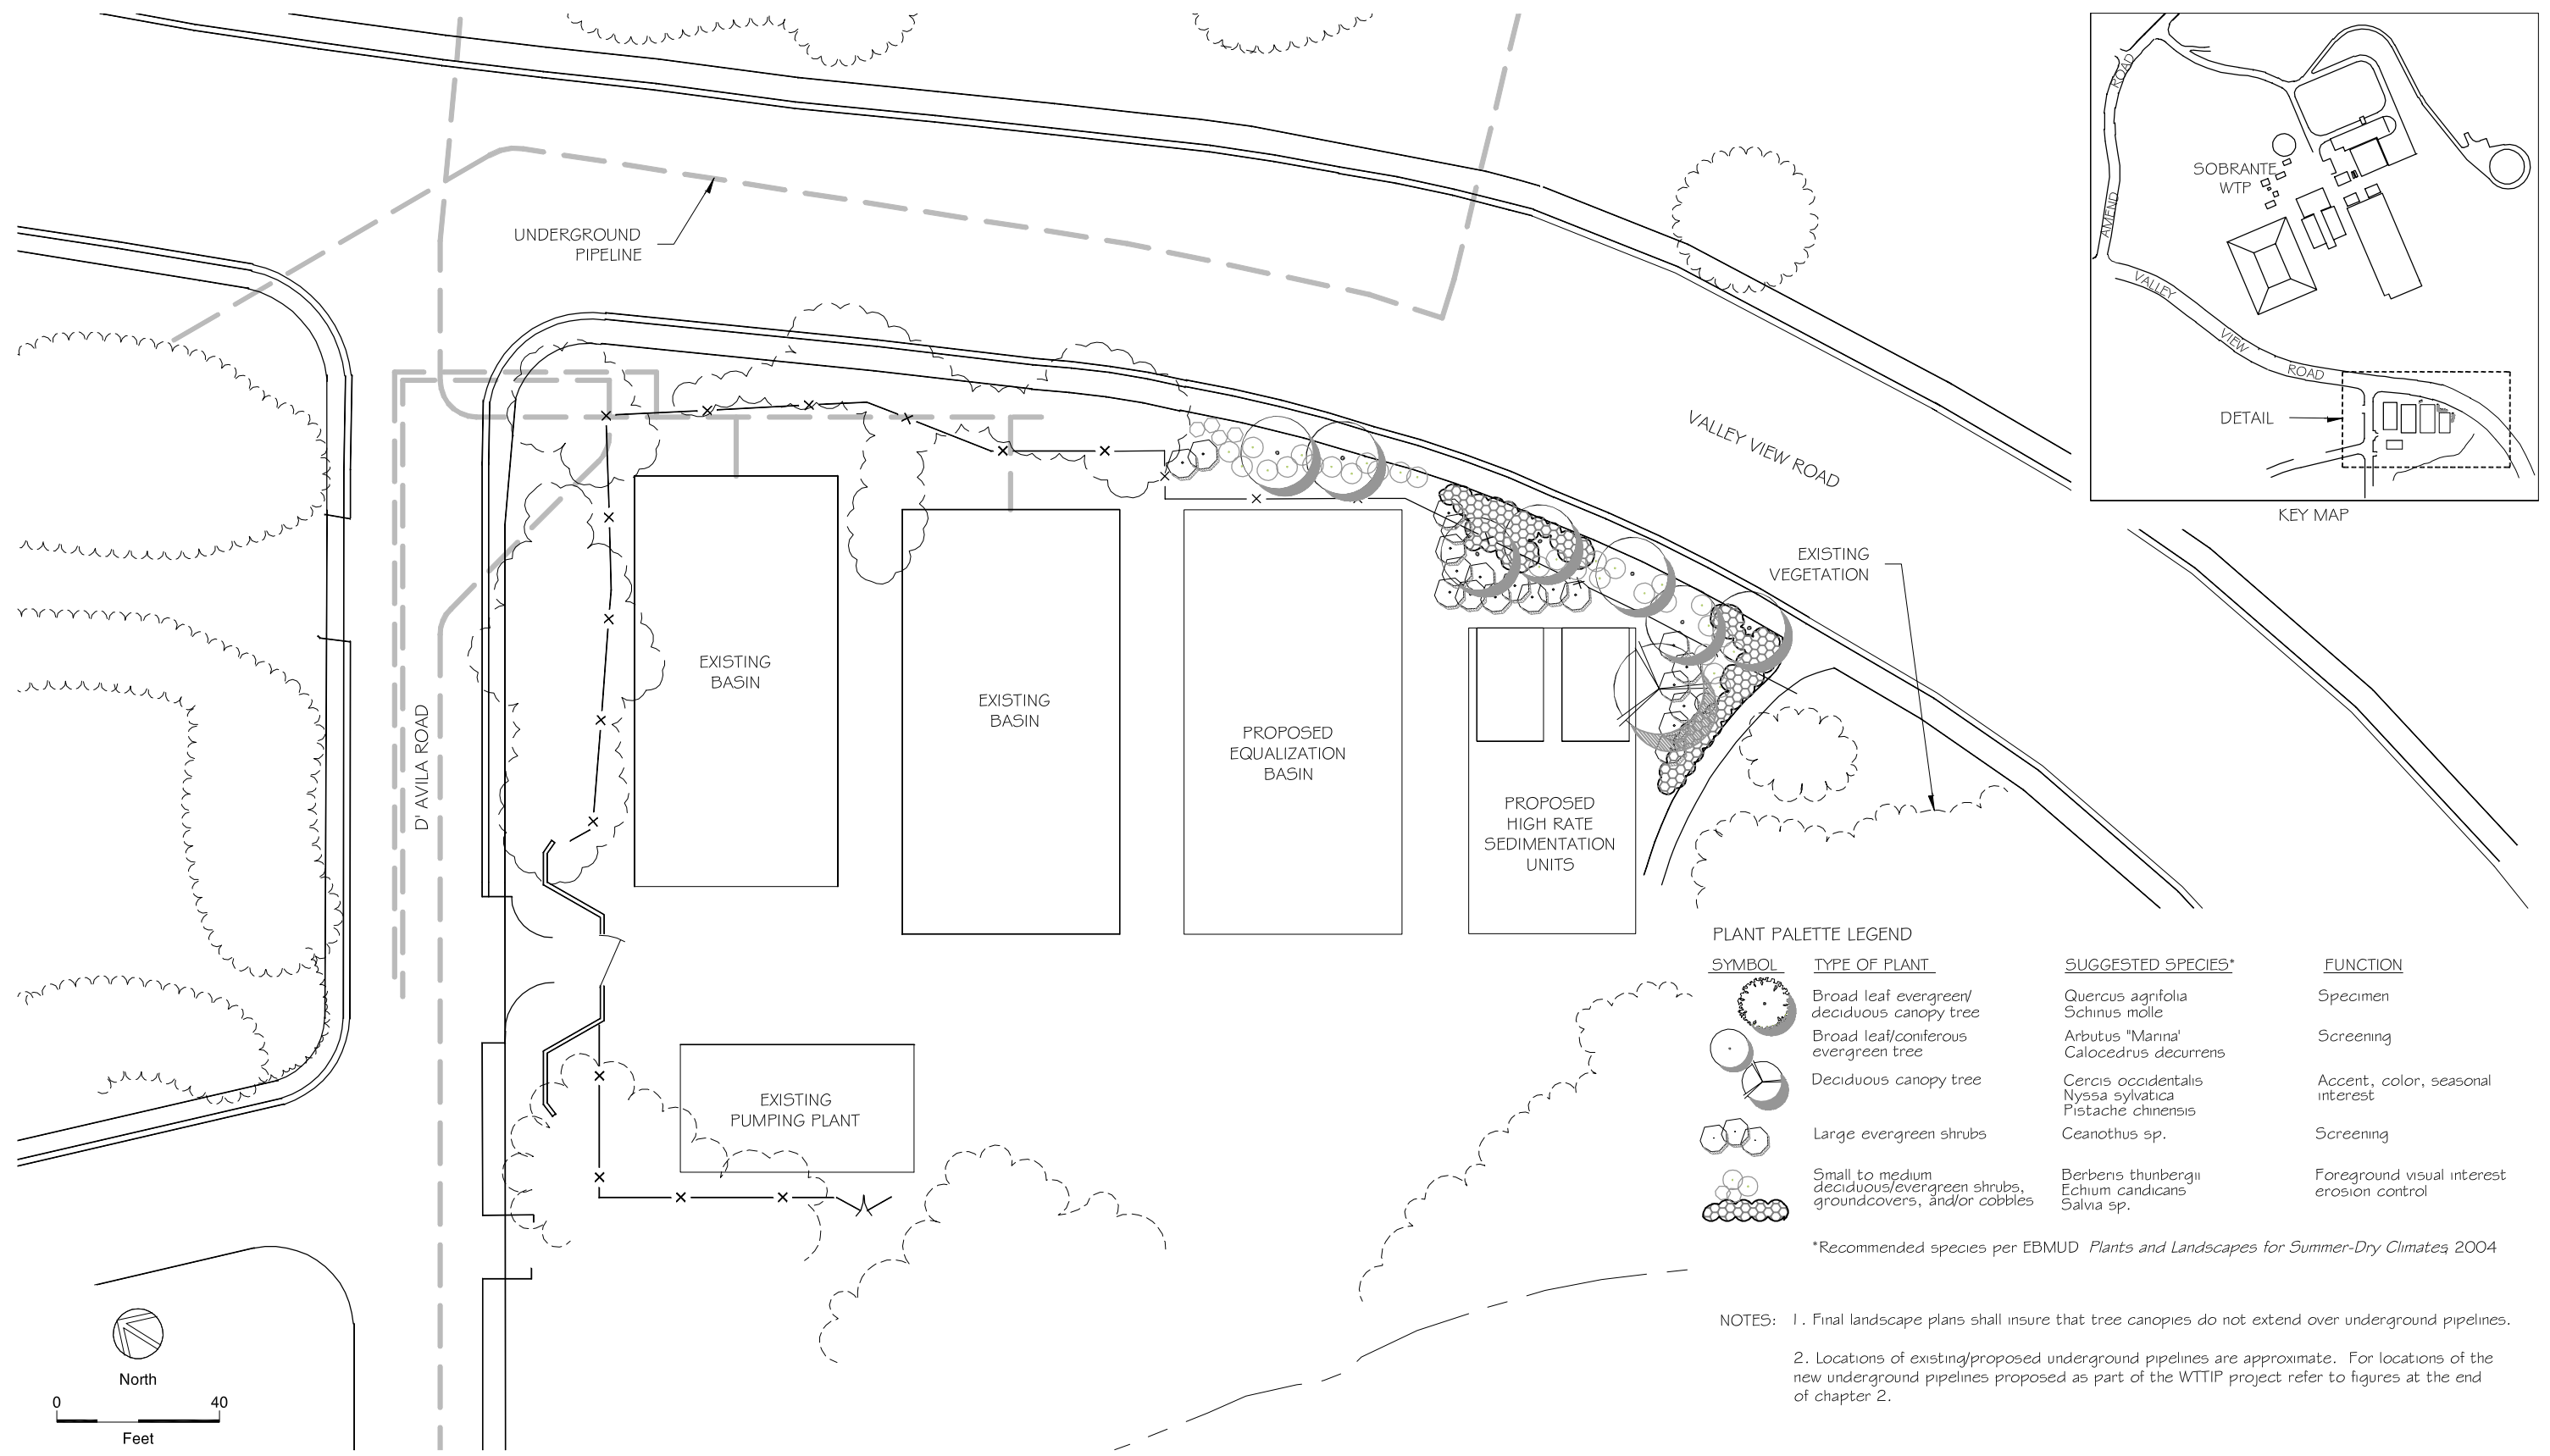 UNDERGROUND
PIPELINE
VALLEY VIEW ROAD
EXISTING
VEGETATION
D' AVILA ROAD
EXISTING
BASIN
EXISTING
BASIN
PROPOSED
EQUALIZATION
BASIN
PROPOSED
HIGH RATE
SEDIMENTATION
UNITS
EXISTING
PUMPING PLANT
AMEND
ROAD
SOBRANTE
WTP
VALLEY
VIEW
ROAD
DETAIL
KEY MAP
PLANT PALETTE LEGEND
SYMBOL TYPE OF PLANT SUGGESTED SPECIES* FUNCTION
Broad leaf evergreen/ Quercus agrifolia Specimen
deciduous canopy tree Schinus molle
Broad leaf/coniferous Arbutus "Marina' Screening
evergreen tree Calocedrus decurrens
Deciduous canopy tree Cercis occidentalis Accent, color, seasonal
Nyssa sylvatica interest
Pistache chinensis
Large evergreen shrubs Ceanothus sp. Screening
Small to medium Berberis thunbergii Foreground visual interest
deciduous/evergreen shrubs, Echium candicans erosion control
groundcovers, and/or cobbles Salvia sp.
*Recommended species per EBMUD Plants and Landscapes for Summer-Dry Climates, 2004
NOTES: 1. Final landscape plans shall insure that tree canopies do not extend over underground pipelines.
2. Locations of existing/proposed underground pipelines are approximate. For locations of the
new underground pipelines proposed as part of the WTTIP project refer to figures at the end
of chapter 2.
North
0 40
Feet